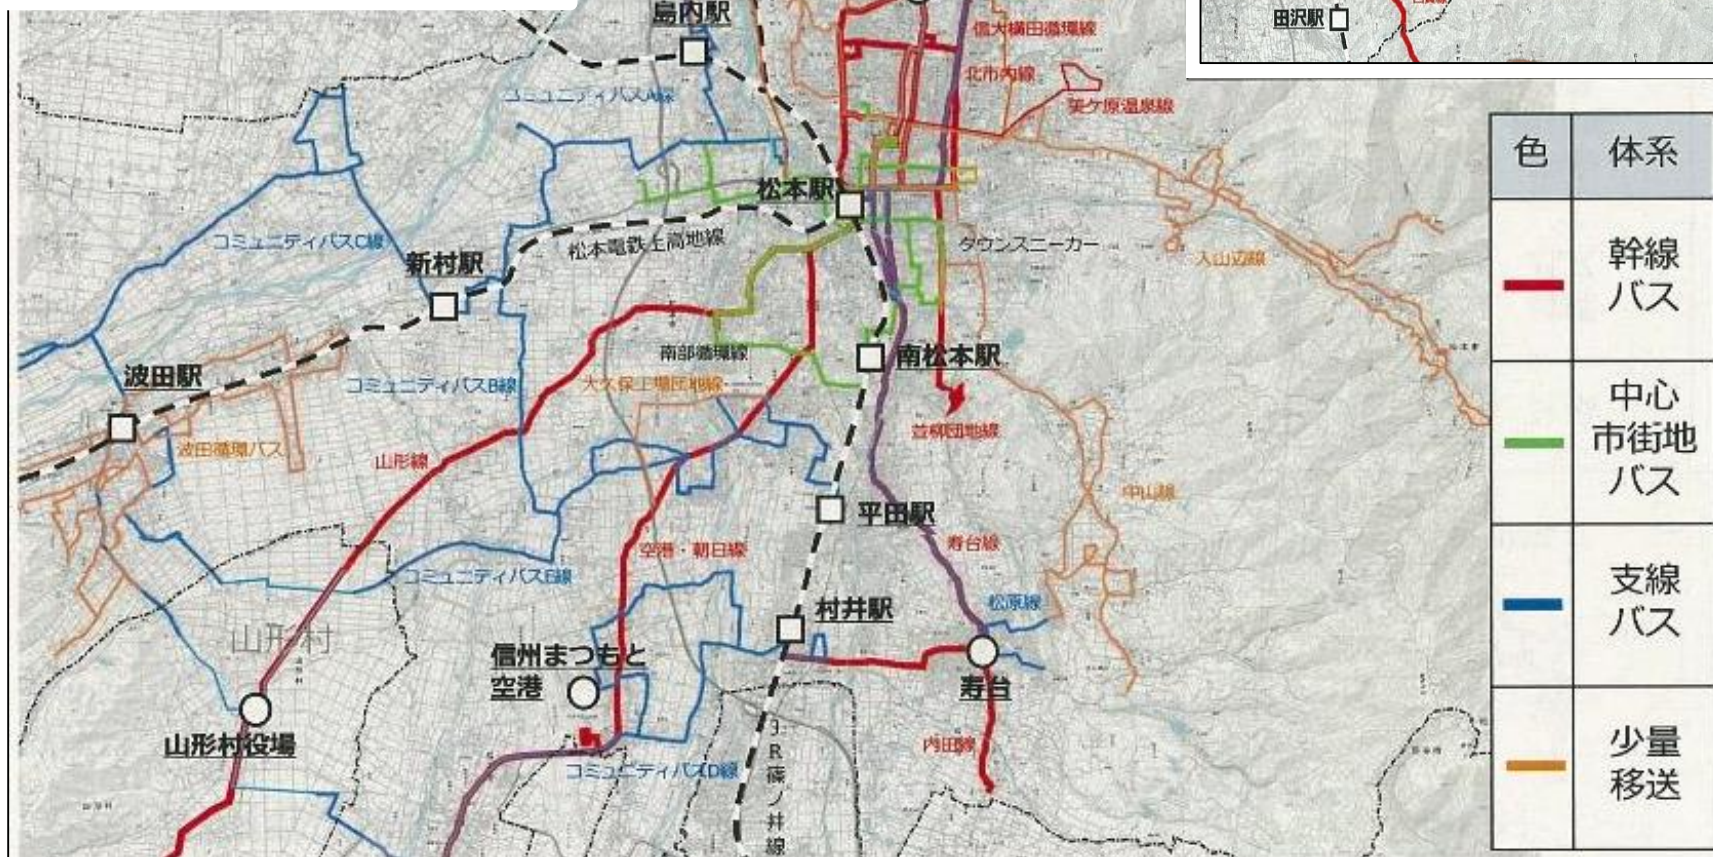 島内駅
田沢駅
信大横田循環線
北市内線
美ケ原温泉線
コミュニティバスA線
松本駅
コミュニティバスC線
松本電鉄上高地線
タウンスニーカー
新村駅
入山辺線
南部循環線
南松本駅
波田駅
コミュニティバスB線
大久保工場団地線
並柳団地線
波田循環バス
山形線
中山線
平田駅
空港・朝日線
寿台線
コミュニティバスE線
松原線
村井駅
山形村
信州まつもと
空港
寿台
山形村役場
内田線
コミュニティバスD線
JR篠ノ井線
色
体系
幹線
バス
中心
市街地
バス
支線
バス
少量
移送